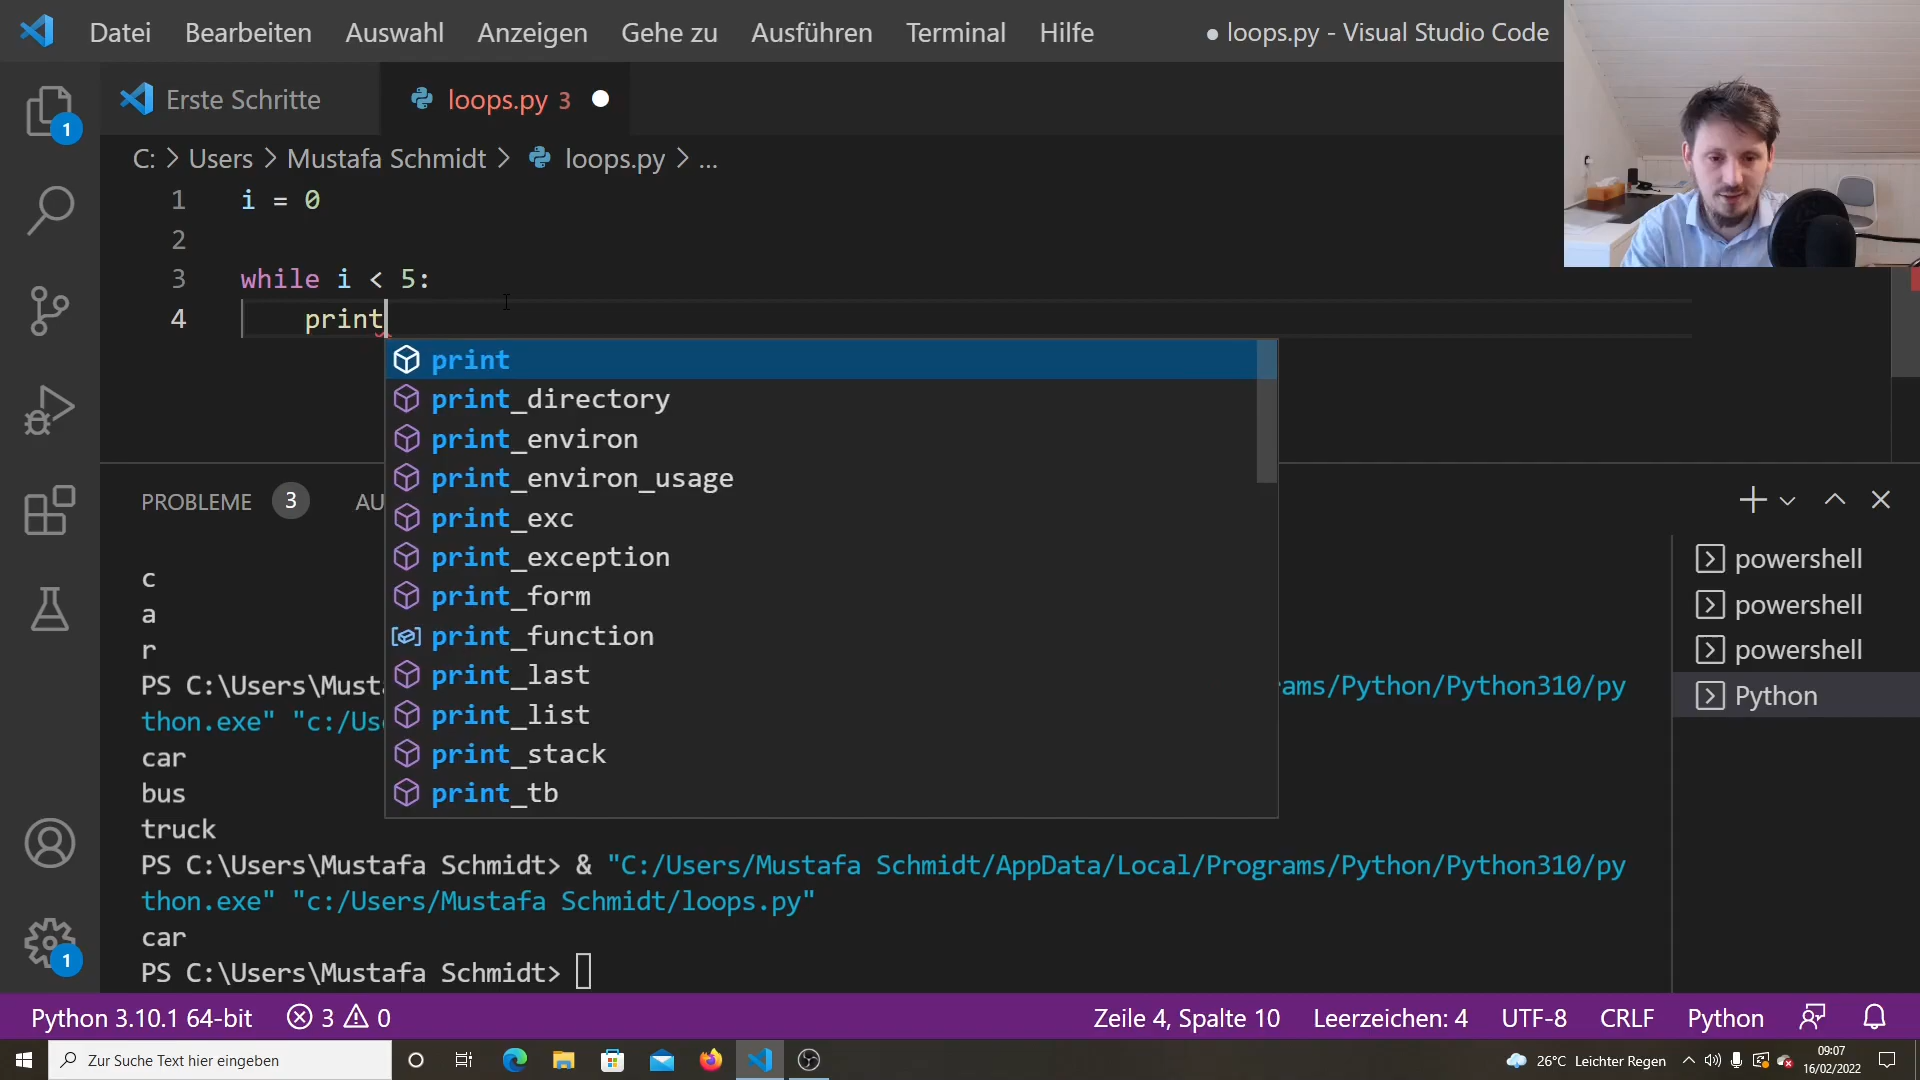 Datei Bearbeiten Auswahl Anzeigen Gehe zu Ausführen Terminal Hilfe ● loops.py - Visual Studio Code
Erste Schritte loops.py 3
1
C: > Users > Mustafa Schmidt > loops.py > ...
1 i = 0
2
3 while i < 5:
4 print
print
print_directory
print_environ
print_environ_usage
print_exc
print_exception
print_form
print_function
print_last
print_list
print_stack
print_tb
PROBLEME 3 AU
c
a
r
PS C:\Users\Musta ams/Python/Python310/py
thon.exe" "c:/Us
car
bus
truck
PS C:\Users\Mustafa Schmidt> & "C:/Users/Mustafa Schmidt/AppData/Local/Programs/Python/Python310/py
thon.exe" "c:/Users/Mustafa Schmidt/loops.py"
car
PS C:\Users\Mustafa Schmidt>
powershell
powershell
powershell
Python
1
Python 3.10.1 64-bit 3 0 Zeile 4, Spalte 10 Leerzeichen: 4 UTF-8 CRLF Python
Zur Suche Text hier eingeben
26°C Leichter Regen
09:07
16/02/2022